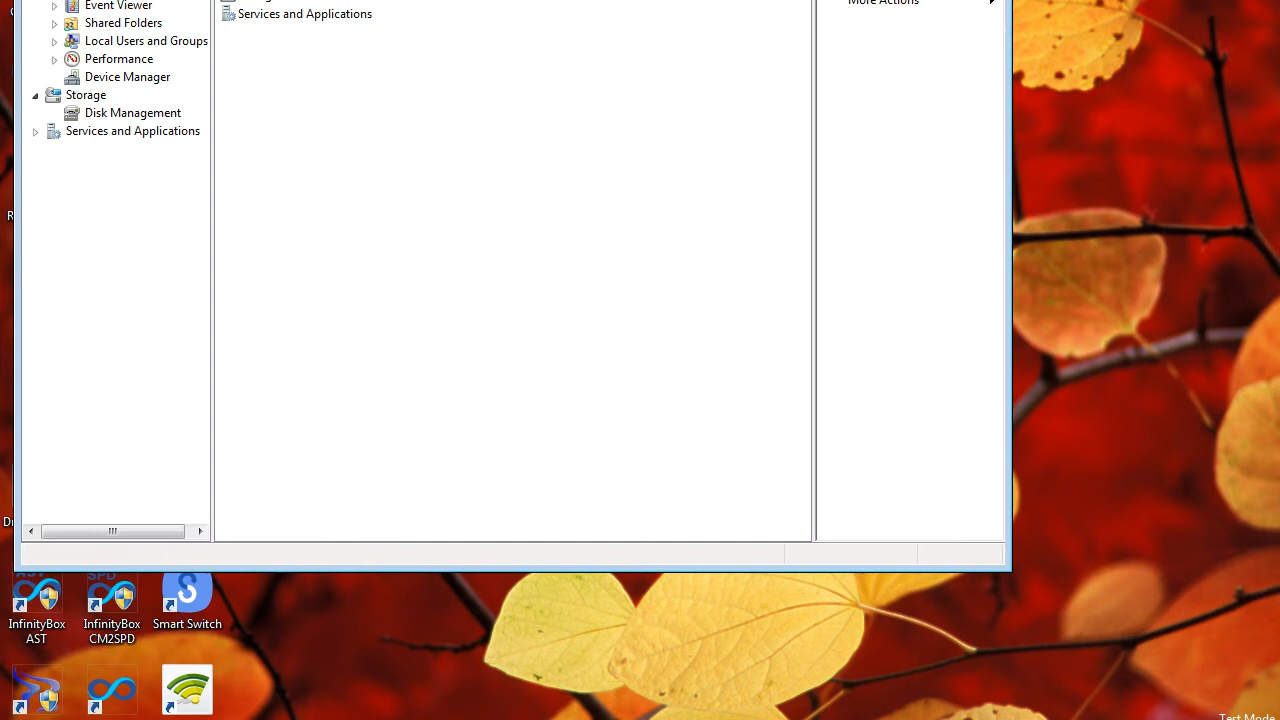 Event Viewer
Shared Folders
Local Users and Groups
Performance
Device Manager
Storage
Disk Management
Services and Applications
Services and Applications
More Actions
InfinityBox
AST
InfinityBox
CM2SPD
Smart Switch
Test Mode